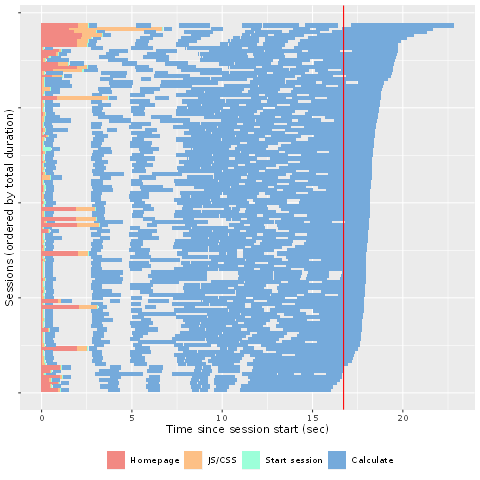 Sessions (ordered by total duration)
0 5 10 15 20
Time since session start (sec)
Homepage JS/CSS Start session Calculate